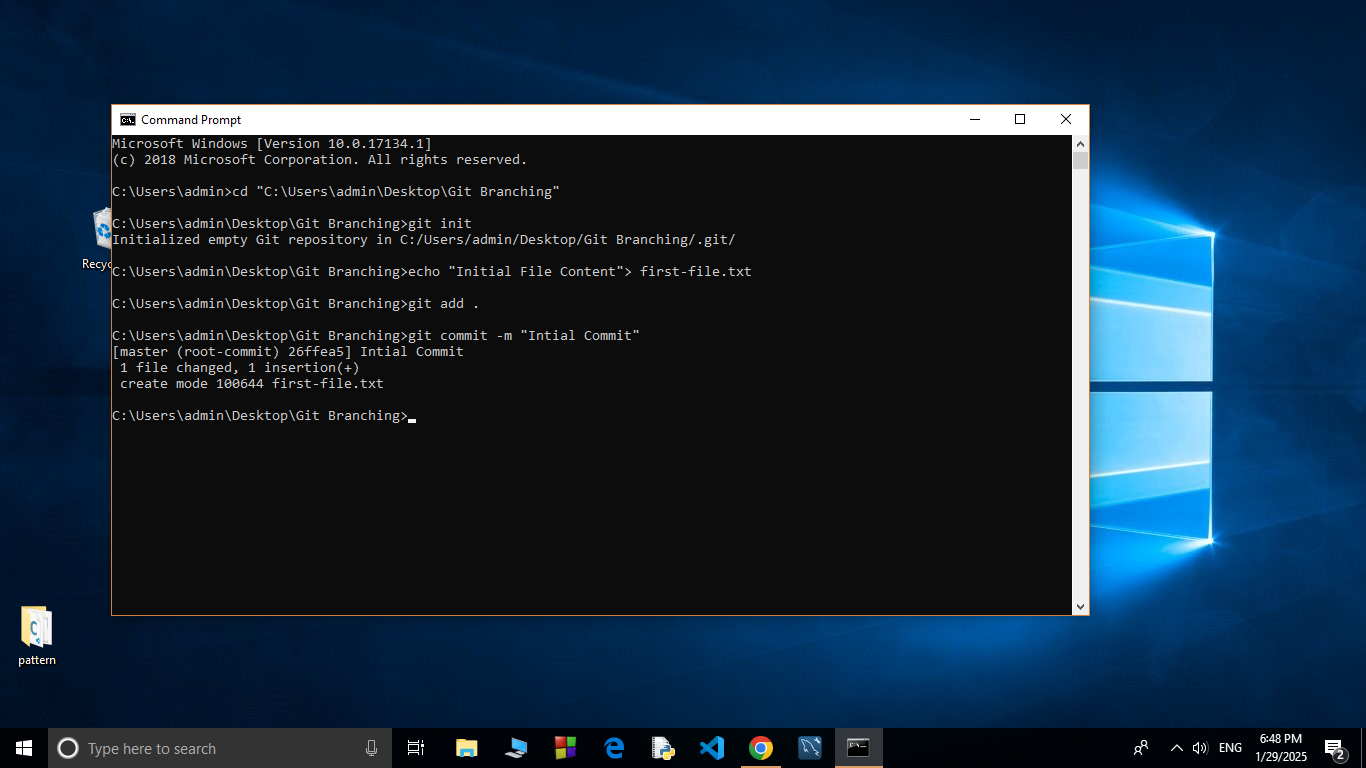 Command Prompt
Microsoft Windows [Version 10.0.17134.1]
(c) 2018 Microsoft Corporation. All rights reserved.
C:\Users\admin>cd "C:\Users\admin\Desktop\Git Branching"
C:\Users\admin\Desktop\Git Branching>git init
Initialized empty Git repository in C:/Users/admin/Desktop/Git Branching/.git/
C:\Users\admin\Desktop\Git Branching>echo "Initial File Content"> first-file.txt
C:\Users\admin\Desktop\Git Branching>git add .
C:\Users\admin\Desktop\Git Branching>git commit -m "Intial Commit"
[master (root-commit) 26ffea5] Intial Commit
 1 file changed, 1 insertion(+)
 create mode 100644 first-file.txt
C:\Users\admin\Desktop\Git Branching>
Recyc
pattern
Type here to search
ENG
6:48 PM
1/29/2025
2